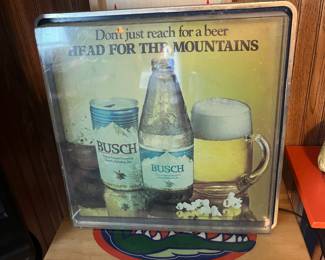 Don't just reach for a beer
HEAD FOR THE MOUNTAINS
BUSCH
BUSCH